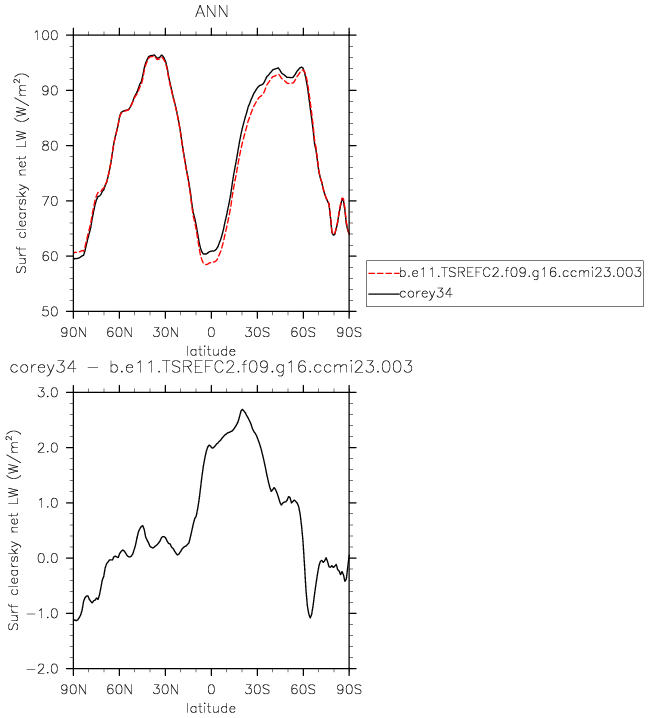 ANN
Surf clearsky net LW (W/m²)
100
90
80
70
60
50
90N 60N 30N 0 30S 60S 90S
latitude
b.e11.TSREFC2.f09.g16.ccmi23.003
corey34
corey34 − b.e11.TSREFC2.f09.g16.ccmi23.003
Surf clearsky net LW (W/m²)
3.0
2.0
1.0
0.0
−1.0
−2.0
90N 60N 30N 0 30S 60S 90S
latitude